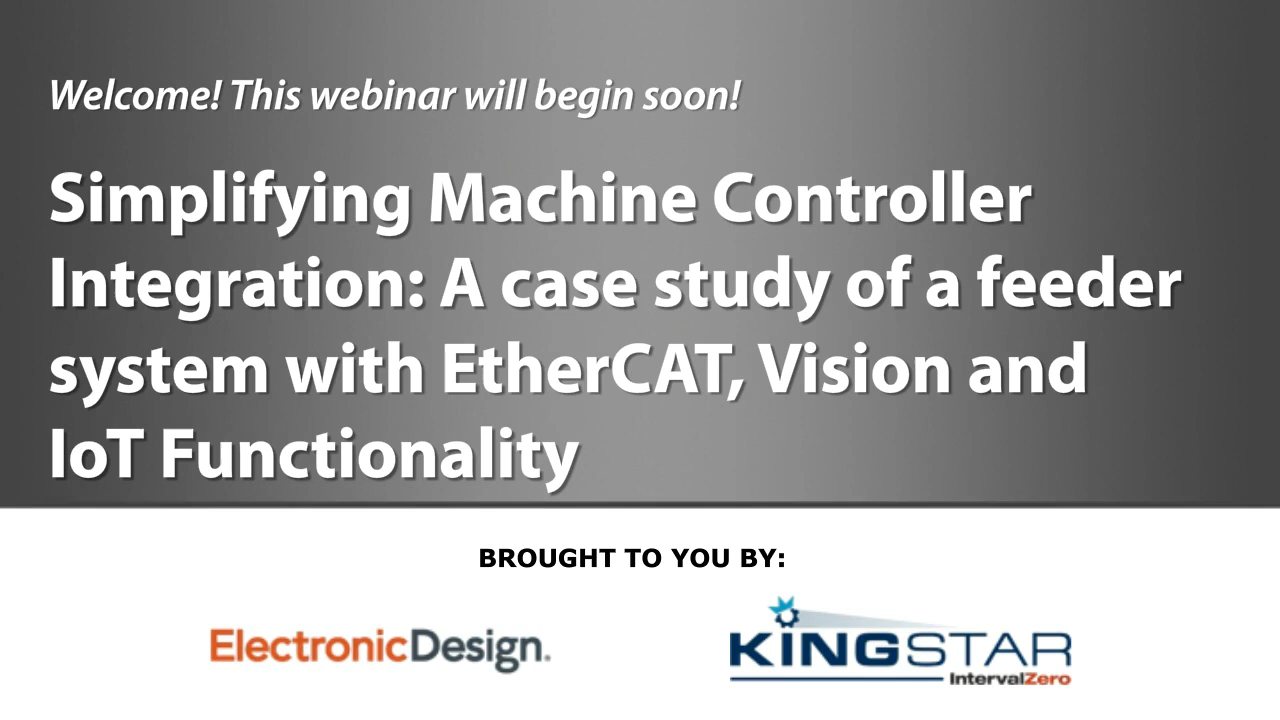 Welcome! This webinar will begin soon!
Simplifying Machine Controller
Integration: A case study of a feeder
system with EtherCAT, Vision and
IoT Functionality
BROUGHT TO YOU BY:
ElectronicDesign.
KINGSTAR
IntervalZero